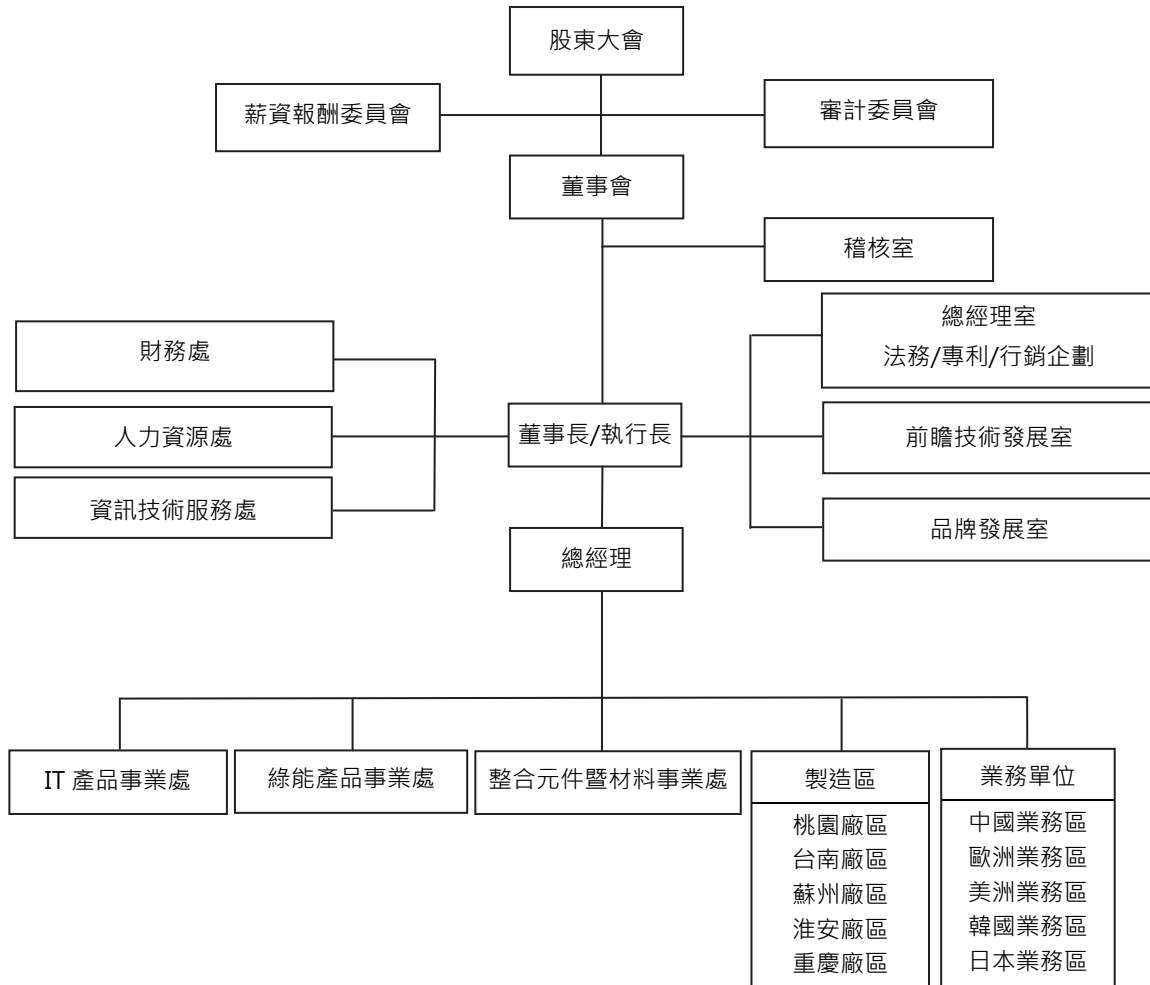 股東大會
薪資報酬委員會
審計委員會
董事會
稽核室
總經理室
法務/專利/行銷企劃
財務處
人力資源處
董事長/執行長
前瞻技術發展室
資訊技術服務處
品牌發展室
總經理
IT 產品事業處
綠能產品事業處
整合元件暨材料事業處
製造區
桃園廠區
台南廠區
蘇州廠區
淮安廠區
重慶廠區
業務單位
中國業務區
歐洲業務區
美洲業務區
韓國業務區
日本業務區